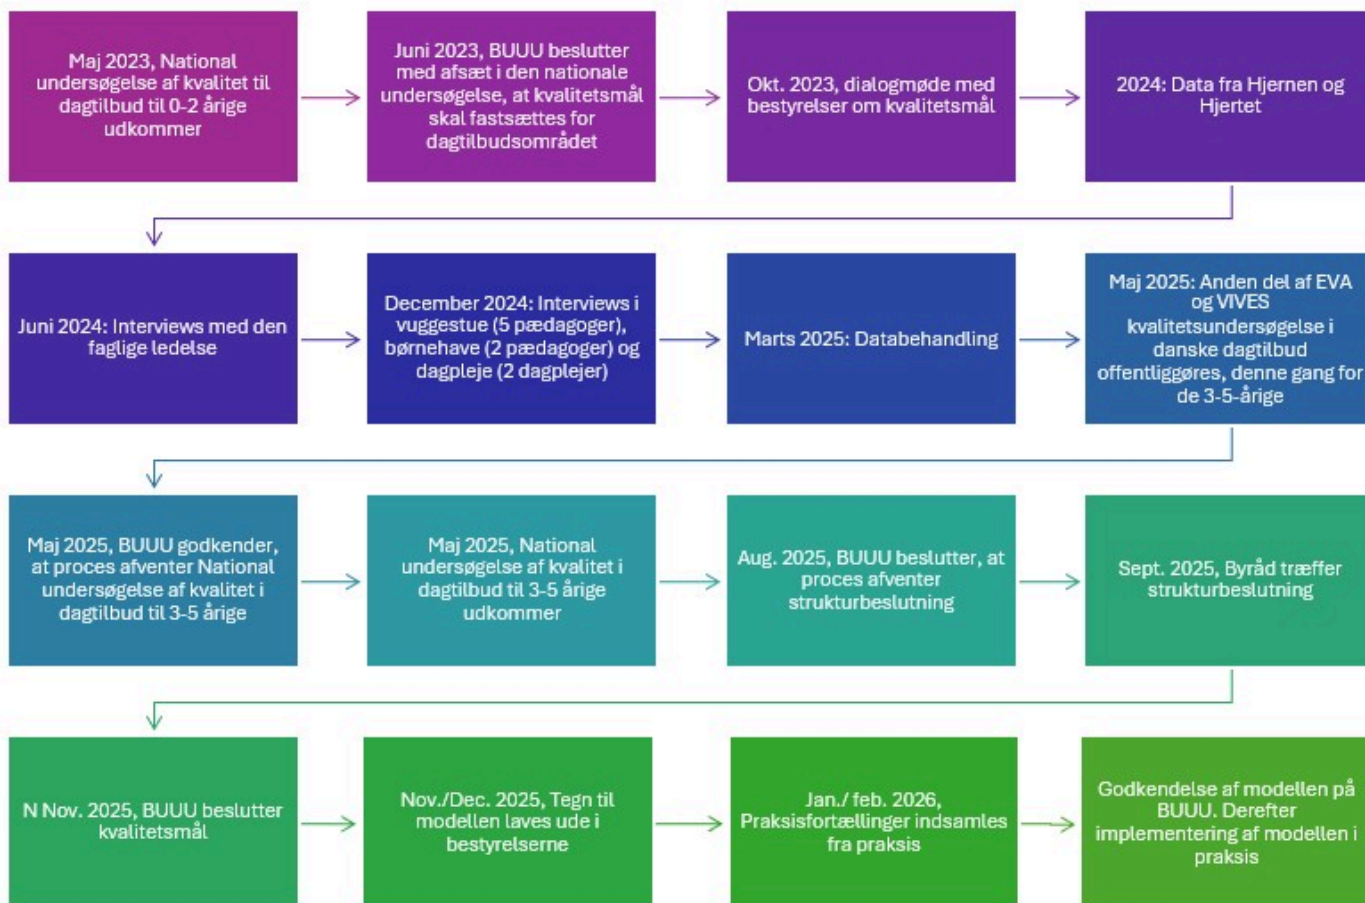 Maj 2023, National
undersøgelse af kvalitet til
dagtilbud til 0-2 årige
udkommer
Juni 2023, BUUU beslutter
med afsæt i den nationale
undersøgelse, at kvalitetsmål
skal fastsættes for
dagtilbudsområdet
Okt. 2023, dialogmøde med
bestyrelser om kvalitetsmål
2024: Data fra Hjernen og
Hjertet
Juni 2024: Interviews med den
faglige ledelse
December 2024: Interviews i
vuggestue (5 pædagoger),
børnehave (2 pædagoger) og
dagpleje (2 dagplejer)
Marts 2025: Databehandling
Maj 2025: Anden del af EVA
og VIVES
kvalitetsundersøgelse i
danske dagtilbud
offentliggøres, denne gang for
de 3-5-årige
Maj 2025, BUUU godkender,
at proces afventer National
undersøgelse af kvalitet i
dagtilbud til 3-5 årige
Maj 2025, National
undersøgelse af kvalitet i
dagtilbud til 3-5 årige
udkommer
Aug. 2025, BUUU beslutter, at
proces afventer
strukturbeslutning
Sept. 2025, Byråd træffer
strukturbeslutning
N Nov. 2025, BUUU beslutter
kvalitetsmål
Nov./Dec. 2025, Tegn til
modellen laves ude i
bestyrelserne
Jan./ feb. 2026,
Praksisfortællinger indsamles
fra praksis
Godkendelse af modellen på
BUUU. Derefter
implementering af modellen i
praksis